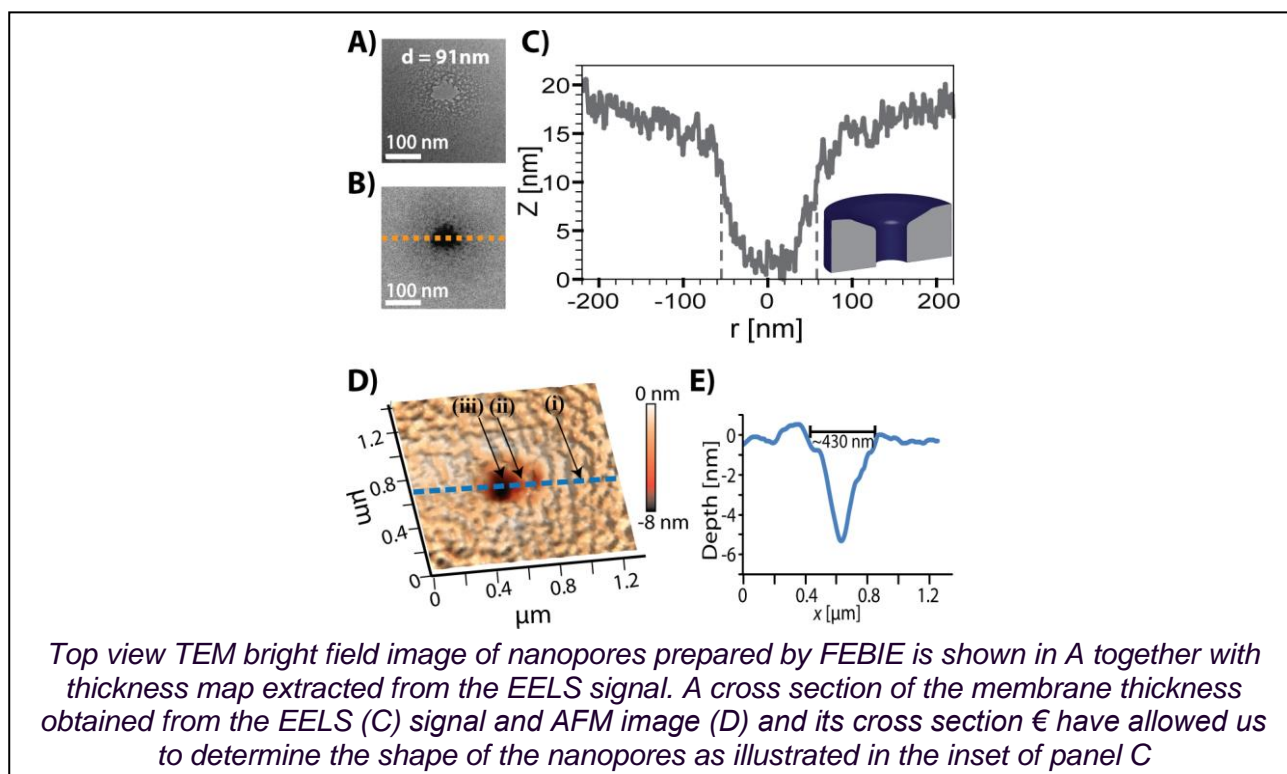 A)
d = 91nm
100 nm
B)
100 nm
C)
Z [nm]
20
15
10
5
0
-200 -100 0 100 200
r [nm]
D)
(iii) (ii) (i)
0 nm
-8 nm
1.2
0.8
0.4
0
µm
0 0.4 0.8 1.2
µm
E)
~430 nm
Depth [nm]
0
-2
-4
-6
0 0.4 0.8 1.2
x [µm]
Top view TEM bright field image of nanopores prepared by FEBIE is shown in A together with
thickness map extracted from the EELS signal. A cross section of the membrane thickness
obtained from the EELS (C) signal and AFM image (D) and its cross section € have allowed us
to determine the shape of the nanopores as illustrated in the inset of panel C